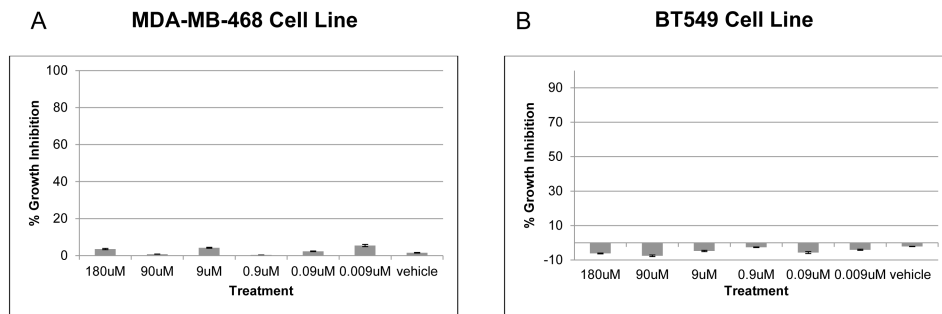 A
MDA-MB-468 Cell Line
% Growth Inhibition
100
80
60
40
20
0
180uM 90uM 9uM 0.9uM 0.09uM 0.009uM vehicle
Treatment
B
BT549 Cell Line
% Growth Inhibition
90
70
50
30
10
-10
180uM 90uM 9uM 0.9uM 0.09uM 0.009uM vehicle
Treatment